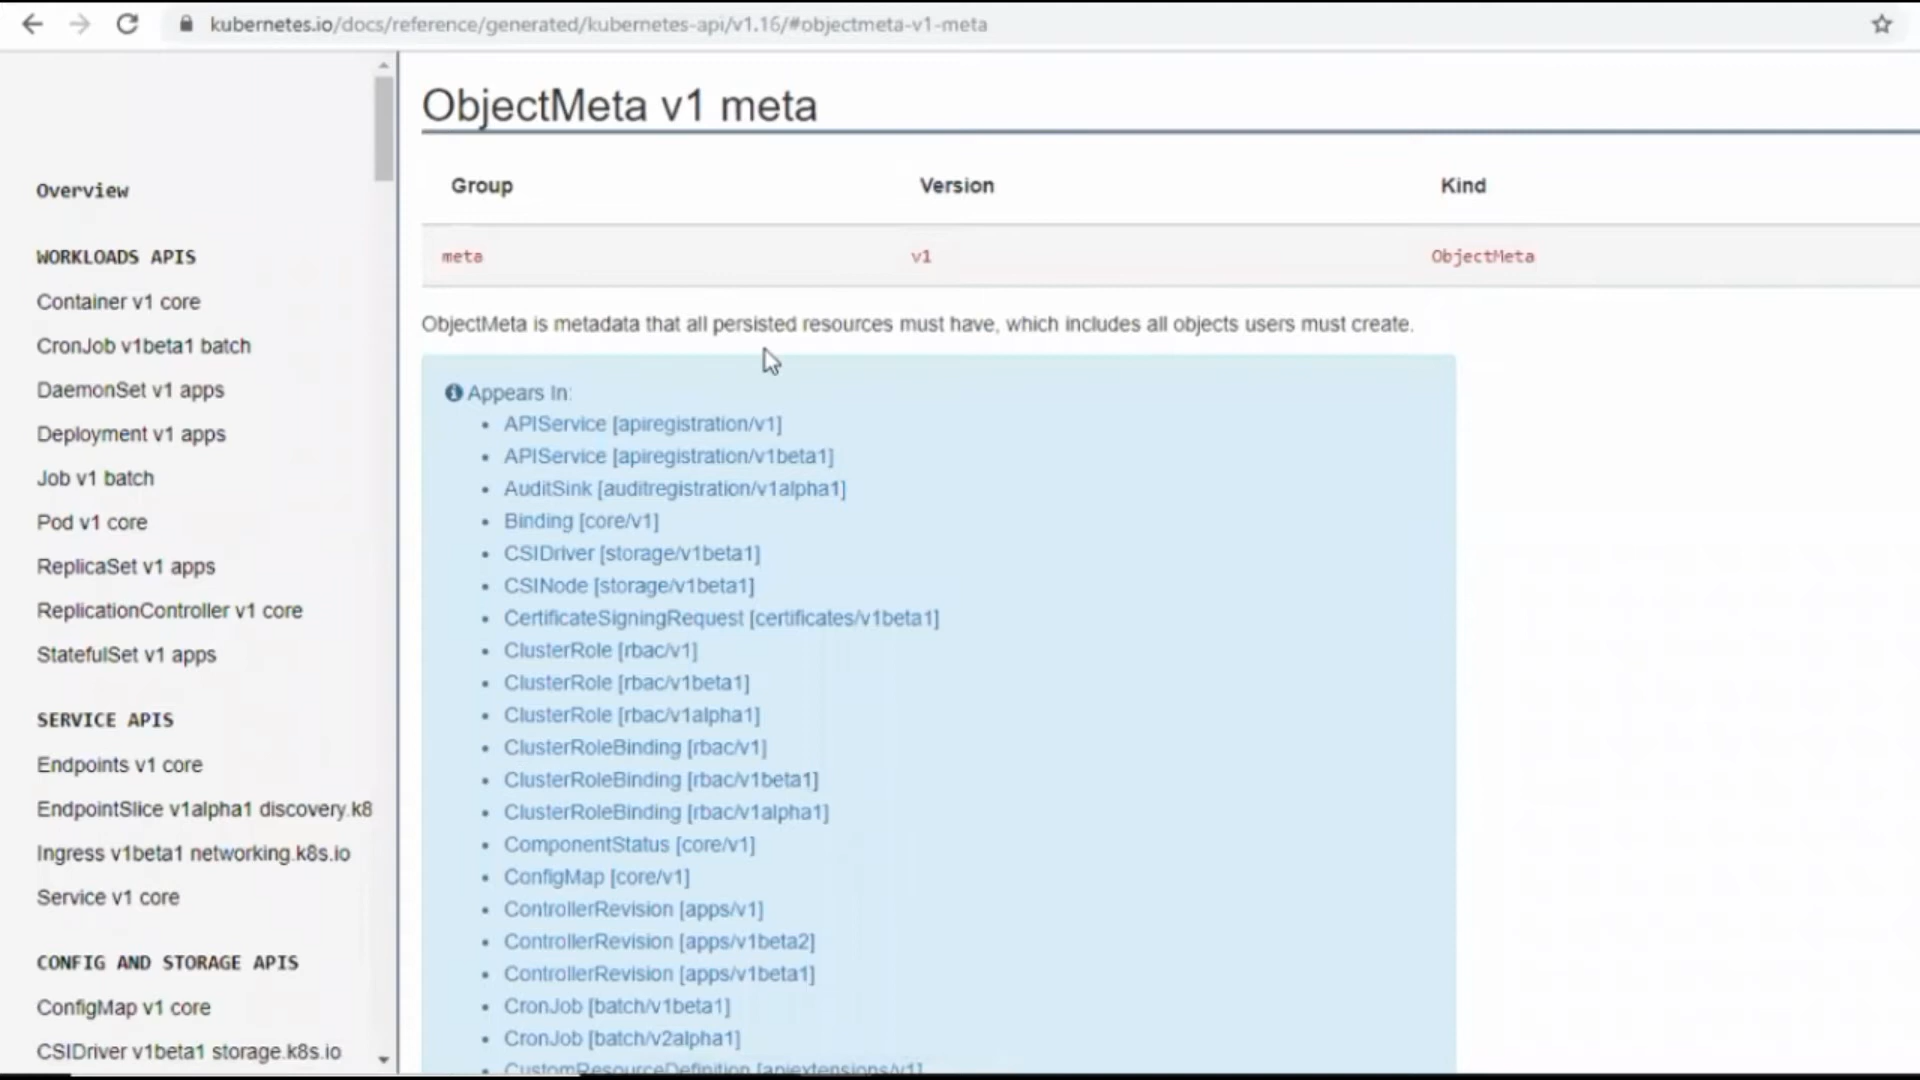 kubernetes.io/docs/reference/generated/kubernetes-api/v1.16/#objectmeta-v1-meta
Overview
WORKLOADS APIS
Container v1 core
CronJob v1beta1 batch
DaemonSet v1 apps
Deployment v1 apps
Job v1 batch
Pod v1 core
ReplicaSet v1 apps
ReplicationController v1 core
StatefulSet v1 apps
SERVICE APIS
Endpoints v1 core
EndpointSlice v1alpha1 discovery.k8
Ingress v1beta1 networking.k8s.io
Service v1 core
CONFIG AND STORAGE APIS
ConfigMap v1 core
CSIDriver v1beta1 storage.k8s.io
ObjectMeta v1 meta
Group Version Kind
meta v1 ObjectMeta
ObjectMeta is metadata that all persisted resources must have, which includes all objects users must create.
Appears In:
APIService [apiregistration/v1]
APIService [apiregistration/v1beta1]
AuditSink [auditregistration/v1alpha1]
Binding [core/v1]
CSIDriver [storage/v1beta1]
CSINode [storage/v1beta1]
CertificateSigningRequest [certificates/v1beta1]
ClusterRole [rbac/v1]
ClusterRole [rbac/v1beta1]
ClusterRole [rbac/v1alpha1]
ClusterRoleBinding [rbac/v1]
ClusterRoleBinding [rbac/v1beta1]
ClusterRoleBinding [rbac/v1alpha1]
ComponentStatus [core/v1]
ConfigMap [core/v1]
ControllerRevision [apps/v1]
ControllerRevision [apps/v1beta2]
ControllerRevision [apps/v1beta1]
CronJob [batch/v1beta1]
CronJob [batch/v2alpha1]
CustomResourceDefinition [apiextensions/v1]